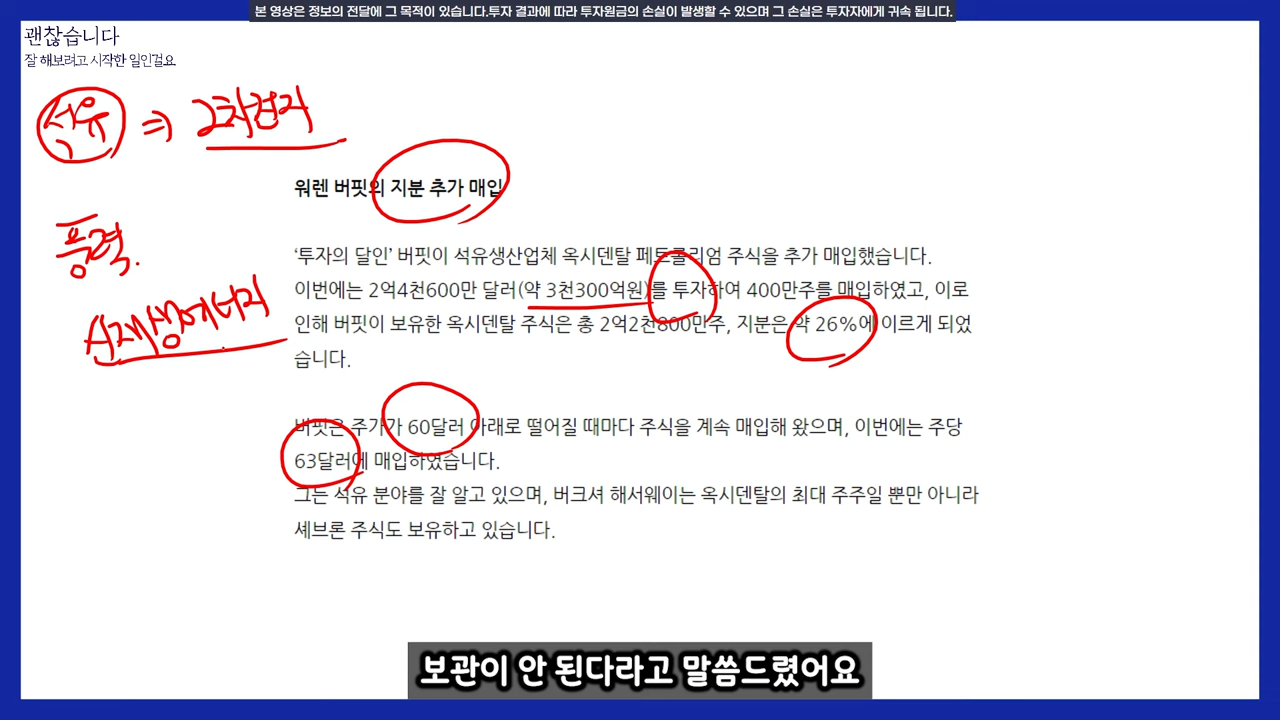 본 영상은 정보의 전달에 그 목적이 있습니다.투자 결과에 따라 투자원금의 손실이 발생할 수 있으며 그 손실은 투자자에게 귀속 됩니다.
괜찮습니다
잘 해보려고 시작한 일인걸요
석유 ⇒ 2차전지
워렌 버핏의 지분 추가 매입
풍력.
‘투자의 달인’ 버핏이 석유생산업체 옥시덴탈 페트롤리엄 주식을 추가 매입했습니다.
이번에는 2억4천600만 달러(약 3천300억원)를 투자하여 400만주를 매입하였고, 이로
인해 버핏이 보유한 옥시덴탈 주식은 총 2억2천800만주, 지분은 약 26%에 이르게 되었
습니다.
신재생에너지
버핏은 주가가 60달러 아래로 떨어질 때마다 주식을 계속 매입해 왔으며, 이번에는 주당
63달러에 매입하였습니다.
그는 석유 분야를 잘 알고 있으며, 버크셔 해서웨이는 옥시덴탈의 최대 주주일 뿐만 아니라
셰브론 주식도 보유하고 있습니다.
보관이 안 된다라고 말씀드렸어요